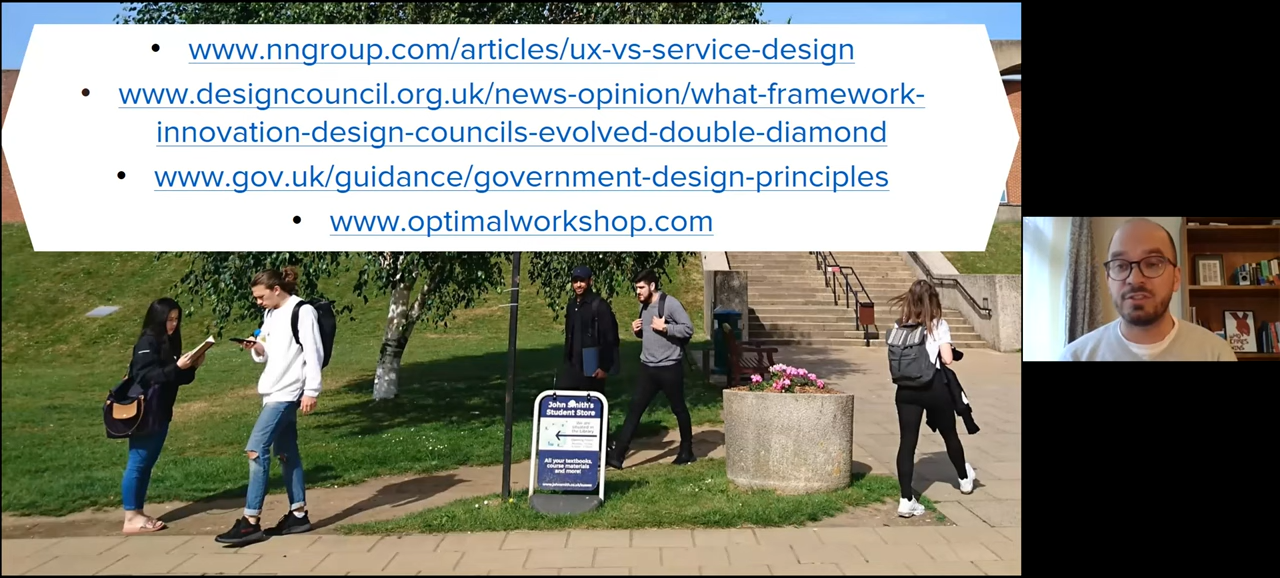 www.nngroup.com/articles/ux-vs-service-design
www.designcouncil.org.uk/news-opinion/what-framework-
innovation-design-councils-evolved-double-diamond
www.gov.uk/guidance/government-design-principles
www.optimalworkshop.com
John Smith's
Student Store
All your textbooks,
course materials
and more!